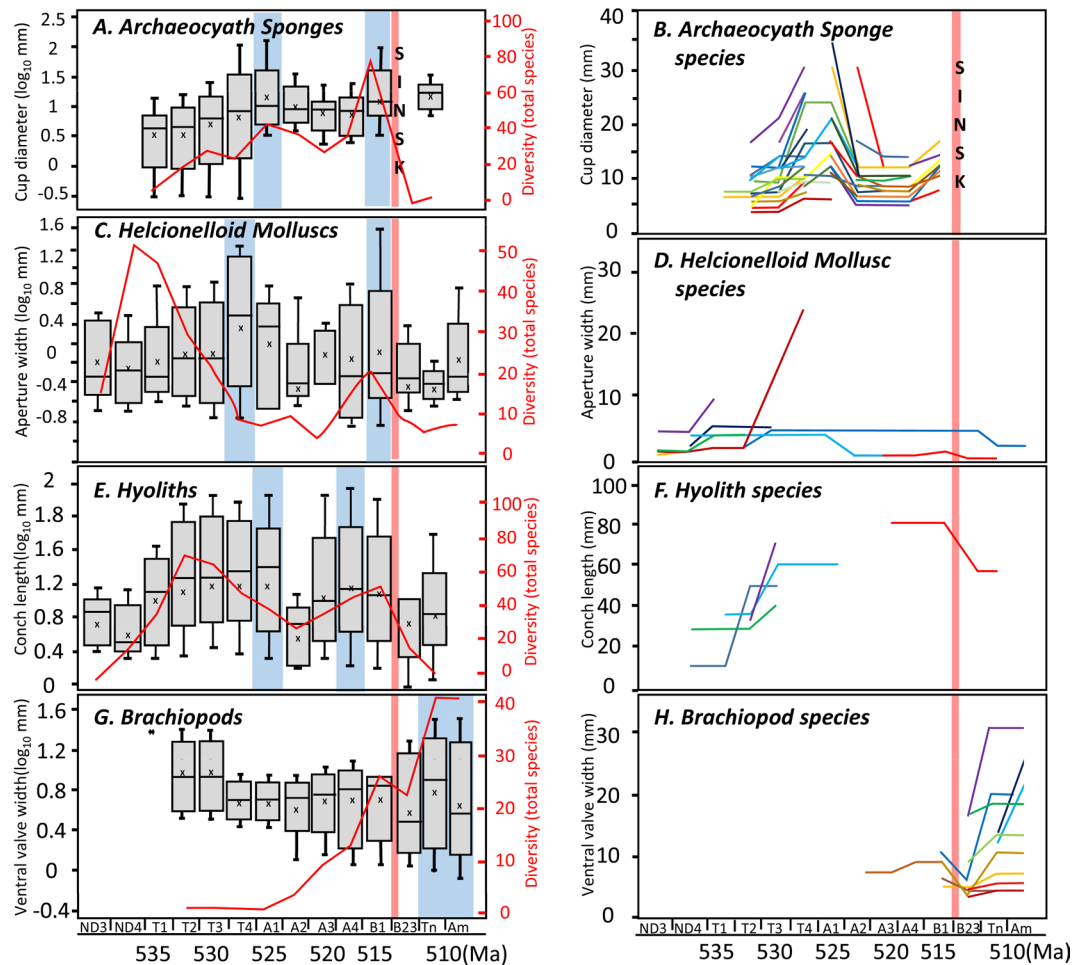 A. Archaeocyath Sponges
Cup diameter (log10 mm)
2.5
2
1.5
1
0.5
0
-0.5
S
I
N
S
K
100
80
60
40
20
0
Diversity (total species)
B. Archaeocyath Sponge
species
Cup diameter (mm)
40
30
20
10
0
S
I
N
S
K
C. Helcionelloid Molluscs
Aperture width (log10 mm)
1.6
1.2
0.4
0
-0.4
-0.8
50
40
30
20
10
0
Diversity (total species)
D. Helcionelloid Mollusc
species
Aperture width (mm)
30
20
10
0
E. Hyoliths
Conch length(log10 mm)
2
1.8
1.6
1.2
0.8
0.4
0
100
80
60
40
20
0
Diversity (total species)
F. Hyolith species
Conch length (mm)
100
80
60
40
20
0
G. Brachiopods
Ventral valve width(log10 mm)
1.6
1.2
0.8
0.4
0
-0.4
40
30
20
10
0
Diversity (total species)
H. Brachiopod species
Ventral valve width (mm)
30
20
10
0
ND3 ND4 T1 T2 T3 T4 A1 A2 A3 A4 B1 B23 Tn Am
535 530 525 520 515 510(Ma)
ND3 ND4 T1 T2 T3 T4 A1 A2 A3 A4 B1 B23 Tn Am
535 530 525 520 515 510(Ma)